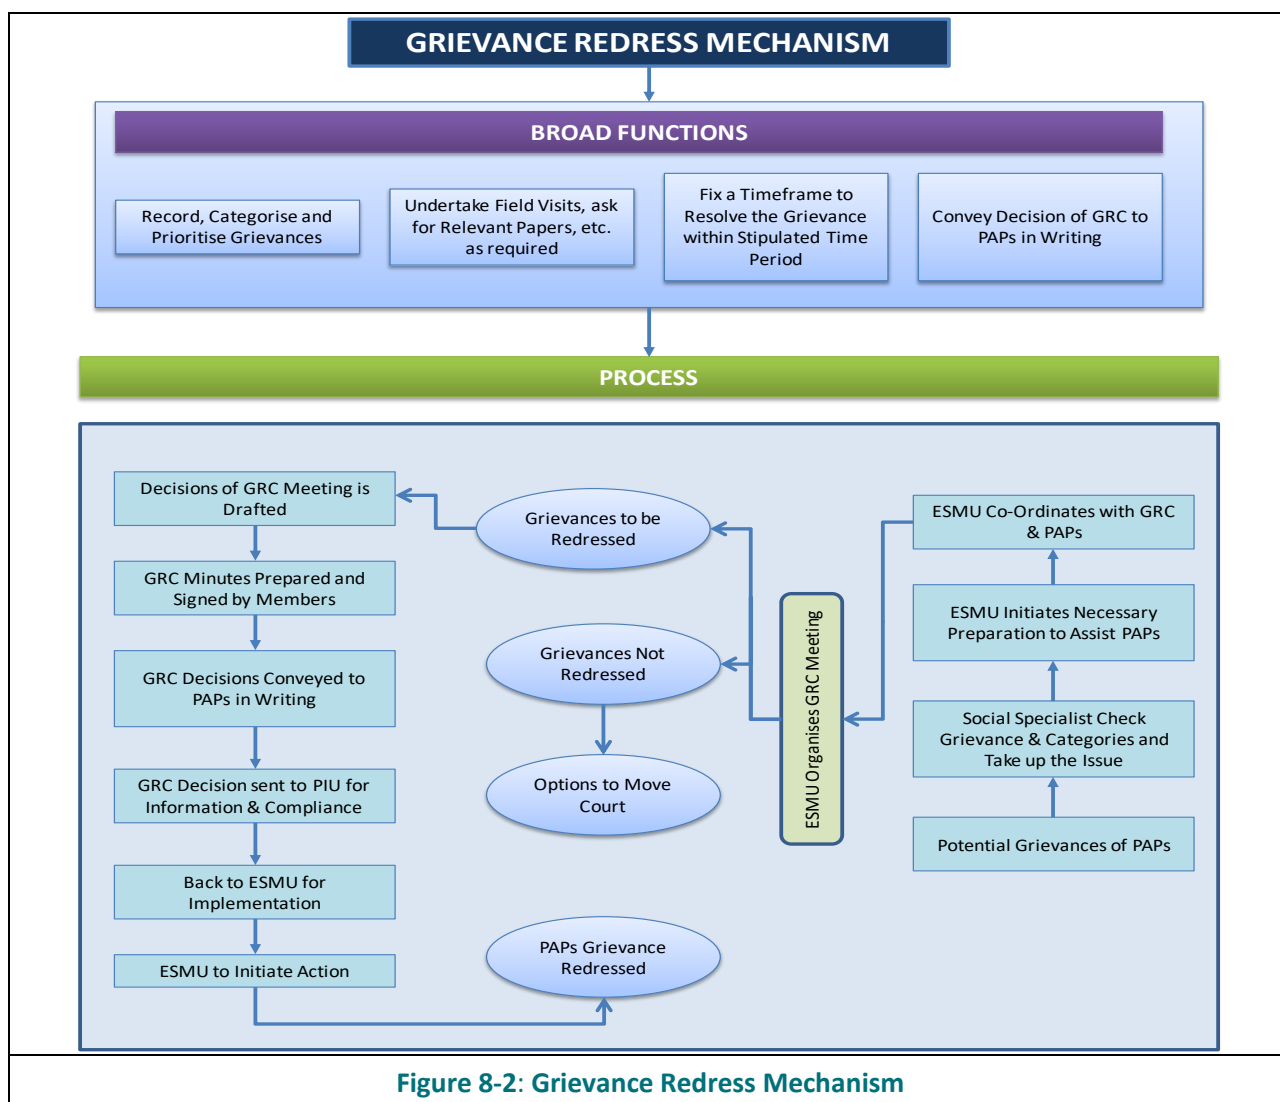 GRIEVANCE REDRESS MECHANISM
BROAD FUNCTIONS
Record, Categorise and
Prioritise Grievances
Undertake Field Visits, ask
for Relevant Papers, etc.
as required
Fix a Timeframe to
Resolve the Grievance
within Stipulated Time
Period
Convey Decision of GRC to
PAPs in Writing
PROCESS
Decisions of GRC Meeting is
Drafted
GRC Minutes Prepared and
Signed by Members
GRC Decisions Conveyed to
PAPs in Writing
GRC Decision sent to PIU for
Information & Compliance
Back to ESMU for
Implementation
ESMU to Initiate Action
Grievances to be
Redressed
Grievances Not
Redressed
Options to Move
Court
PAPs Grievance
Redressed
ESMU Organises GRC Meeting
ESMU Co-Ordinates with GRC
& PAPs
ESMU Initiates Necessary
Preparation to Assist PAPs
Social Specialist Check
Grievance & Categories and
Take up the Issue
Potential Grievances of PAPs
Figure 8-2: Grievance Redress Mechanism